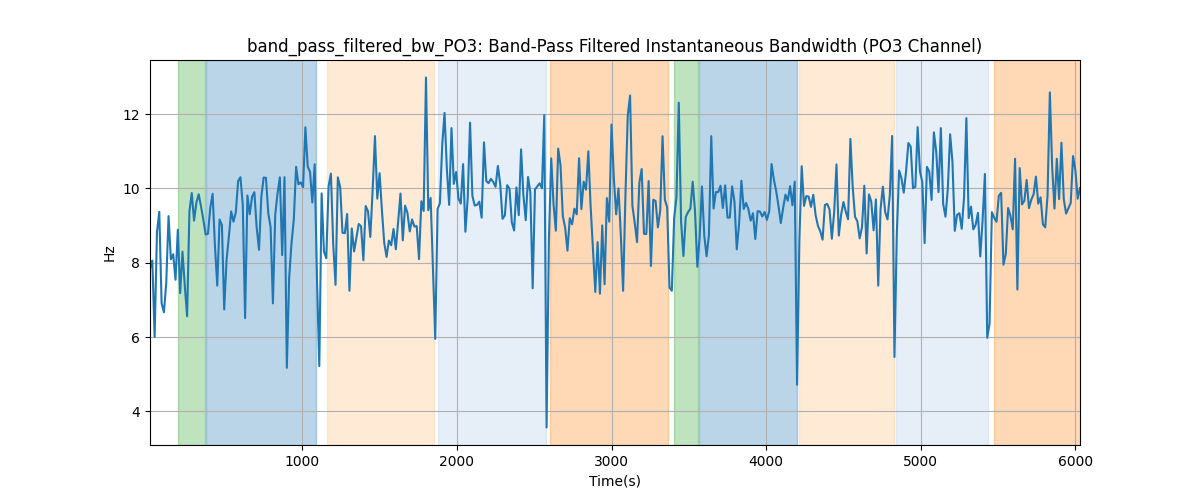 band_pass_filtered_bw_PO3: Band-Pass Filtered Instantaneous Bandwidth (PO3 Channel)
12
10
8
6
4
Hz
1000 2000 3000 4000 5000 6000
Time(s)